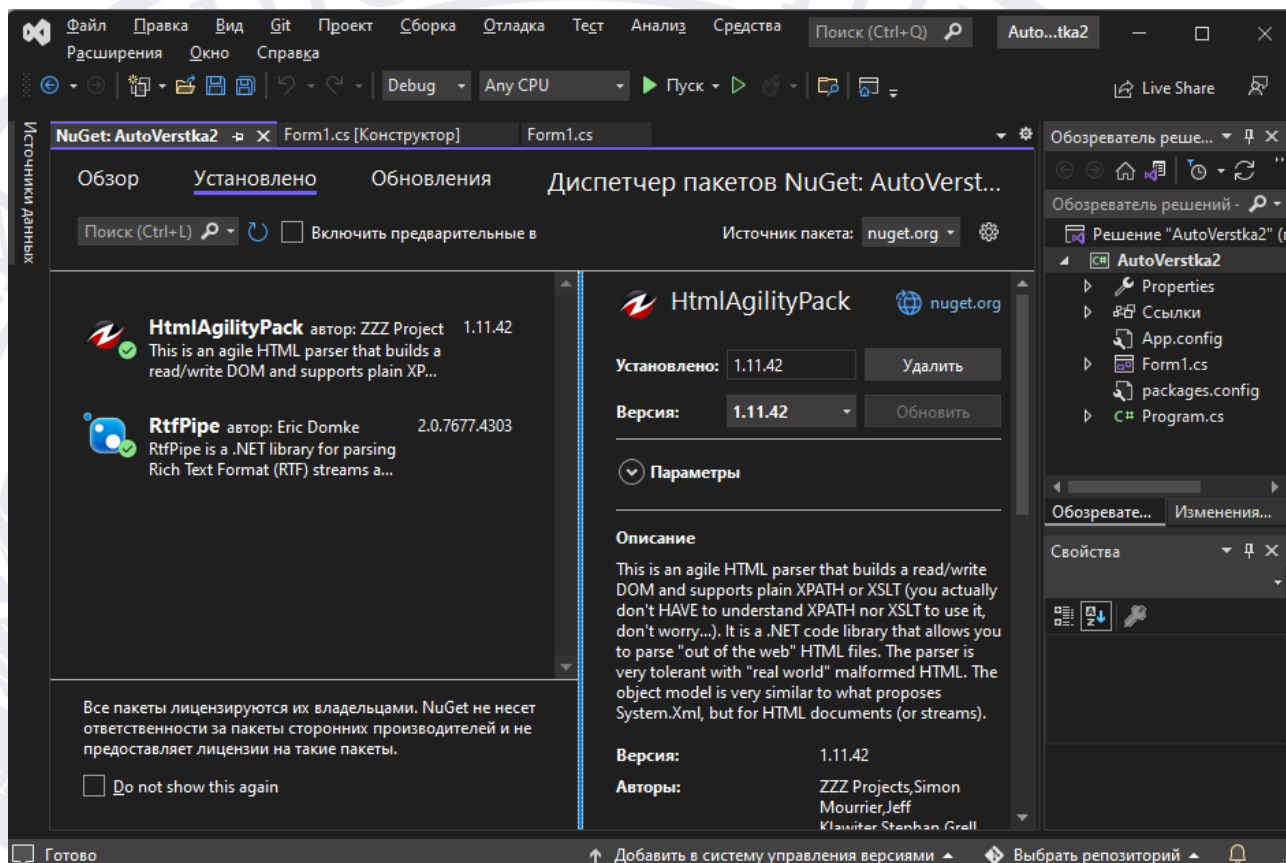 Файл Правка Вид Git Проект Сборка Отладка Тест Анализ Средства Поиск (Ctrl+Q) Auto...tka2
Расширения Окно Справка
Debug Any CPU Пуск Live Share
Источники данных
NuGet: AutoVerstka2 Form1.cs [Конструктор] Form1.cs
Обзор Установлено Обновления Диспетчер пакетов NuGet: AutoVerst...
Поиск (Ctrl+L) Включить предварительные в Источник пакета: nuget.org
HtmlAgilityPack автор: ZZZ Project 1.11.42
This is an agile HTML parser that builds a
read/write DOM and supports plain XP...
RtfPipe автор: Eric Domke 2.0.7677.4303
RtfPipe is a .NET library for parsing
Rich Text Format (RTF) streams a...
Все пакеты лицензируются их владельцами. NuGet не несет
ответственности за пакеты сторонних производителей и не
предоставляет лицензии на такие пакеты.
Do not show this again
HtmlAgilityPack nuget.org
Установлено: 1.11.42 Удалить
Версия: 1.11.42 Обновить
Параметры
Описание
This is an agile HTML parser that builds a read/write
DOM and supports plain XPATH or XSLT (you actually
don't HAVE to understand XPATH nor XSLT to use it,
don't worry...). It is a .NET code library that allows you
to parse "out of the web" HTML files. The parser is
very tolerant with "real world" malformed HTML. The
object model is very similar to what proposes
System.Xml, but for HTML documents (or streams).
Версия: 1.11.42
Авторы: ZZZ Projects,Simon
Mourrier,Jeff
Klawiter,Stephan Grell
Обозреватель реше...
Обозреватель решений -
Решение "AutoVerstka2" (
AutoVerstka2
Properties
Ссылки
App.config
Form1.cs
packages.config
C# Program.cs
Обозревате... Изменения...
Свойства
Готово Добавить в систему управления версиями Выбрать репозиторий